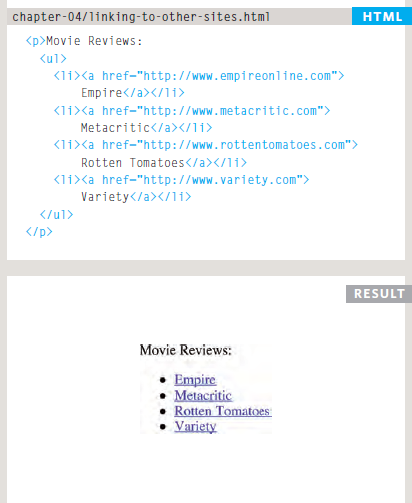 chapter-04/linking-to-other-sites.html HTML
<p>Movie Reviews:
<ul>
<li><a href="http://www.empireonline.com">
Empire</a></li>
<li><a href="http://www.metacritic.com">
Metacritic</a></li>
<li><a href="http://www.rottentomatoes.com">
Rotten Tomatoes</a></li>
<li><a href="http://www.variety.com">
Variety</a></li>
</ul>
</p>
RESULT
Movie Reviews:
• Empire
• Metacritic
• Rotten Tomatoes
• Variety